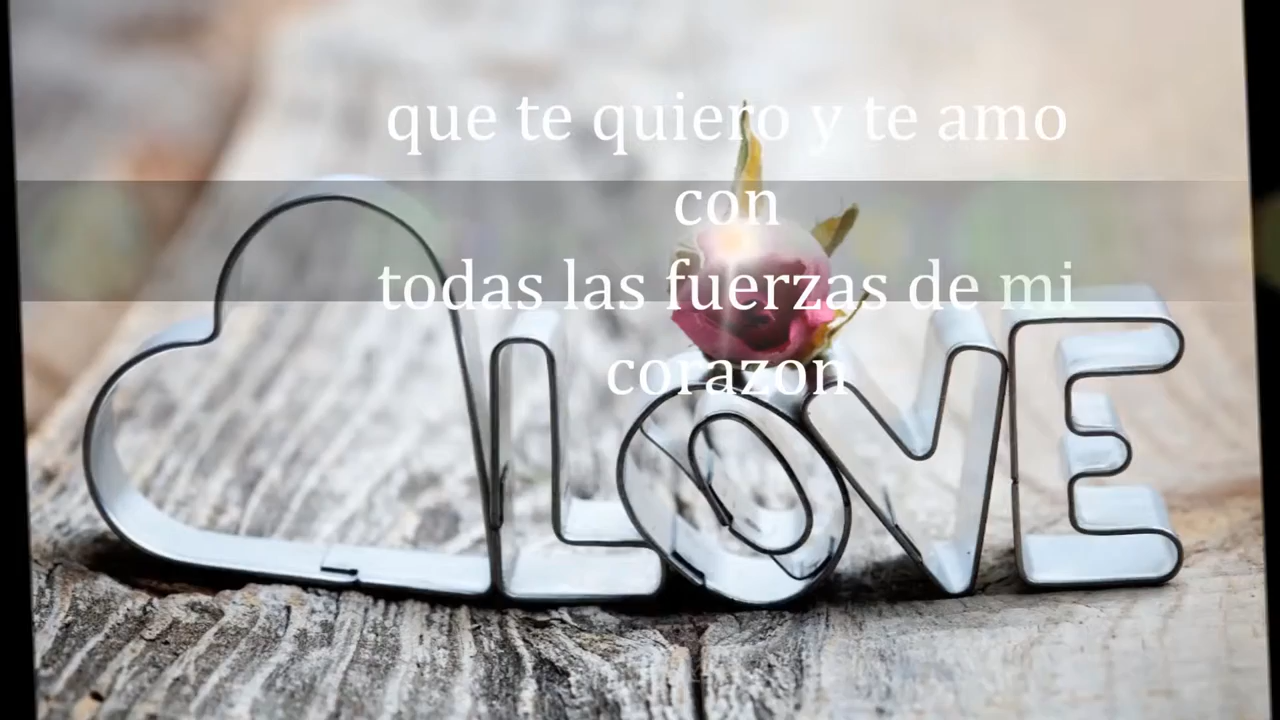 que te quiero y te amo
con
todas las fuerzas de mi
corazon
LOVE